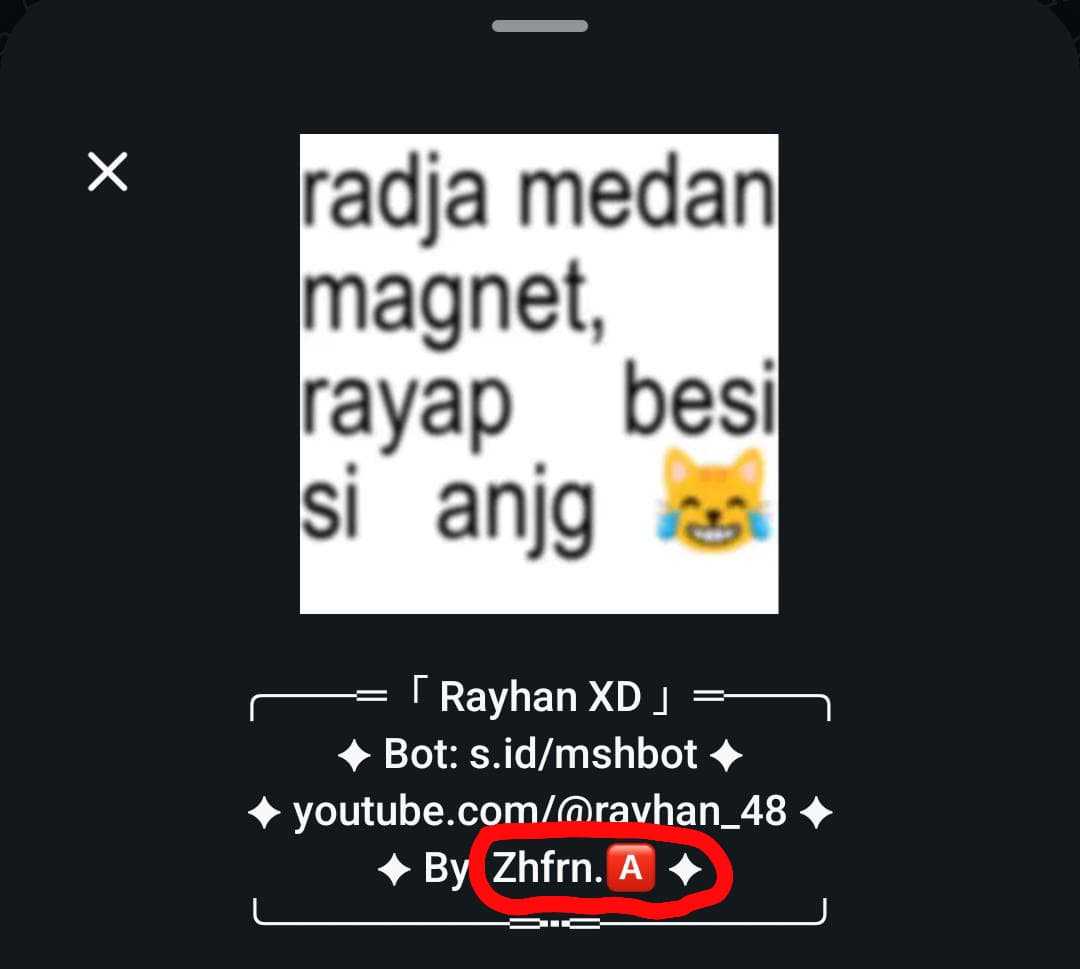 radja medan
magnet,
rayap besi
si anjg 😹
╭───═ 「 Rayhan XD 」 ═───╮
✦ Bot: s.id/mshbot ✦
✦ youtube.com/@rayhan_48 ✦
✦ By Zhfrn.🅰 ✦